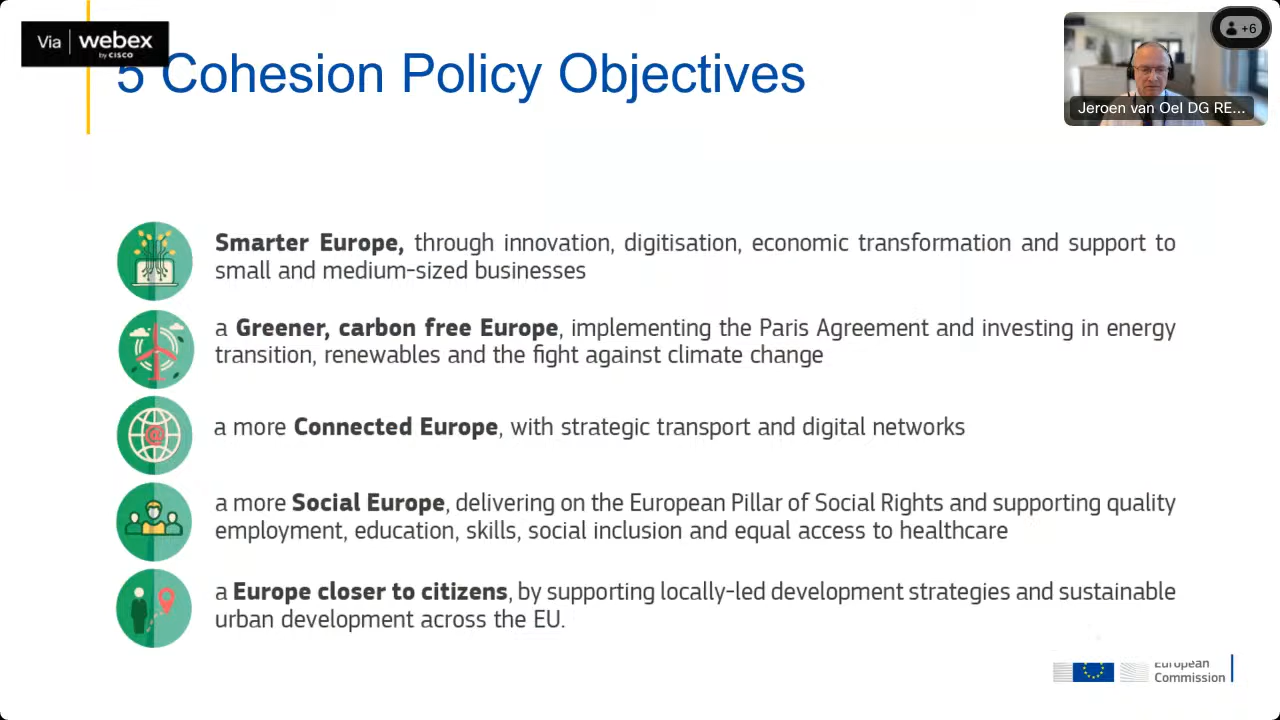 Via webex
by CISCO
5 Cohesion Policy Objectives
+6
Jeroen van Oel DG RE...
Smarter Europe, through innovation, digitisation, economic transformation and support to
small and medium-sized businesses
a Greener, carbon free Europe, implementing the Paris Agreement and investing in energy
transition, renewables and the fight against climate change
@
a more Connected Europe, with strategic transport and digital networks
a more Social Europe, delivering on the European Pillar of Social Rights and supporting quality
employment, education, skills, social inclusion and equal access to healthcare
a Europe closer to citizens, by supporting locally-led development strategies and sustainable
urban development across the EU.
European
Commission